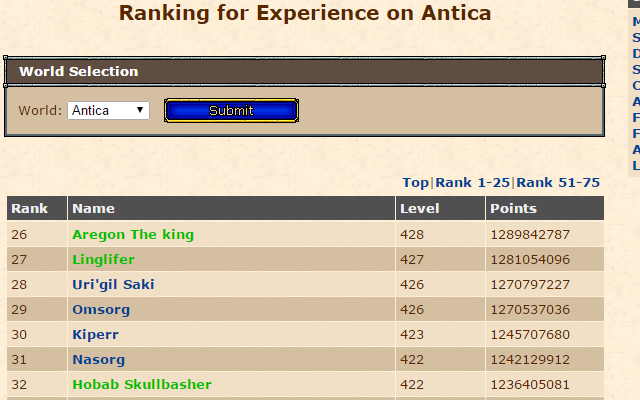 Ranking for Experience on Antica
World Selection
World: Antica Submit
Top|Rank 1-25|Rank 51-75
Rank Name Level Points
26 Aregon The king 428 1289842787
27 Linglifer 427 1281054096
28 Uri'gil Saki 426 1270797227
29 Omsorg 426 1270537036
30 Kiperr 423 1245707680
31 Nasorg 422 1242129912
32 Hobab Skullbasher 422 1236405081